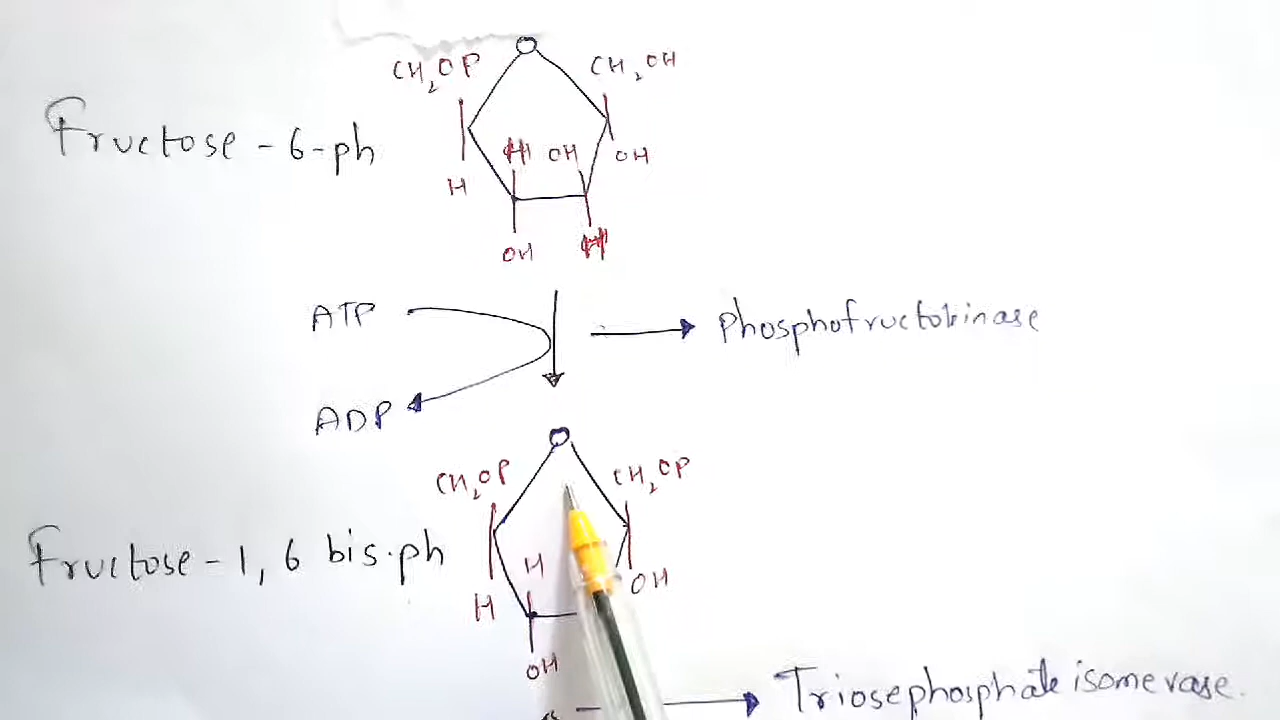 O
CH2OP CH2OH
Fructose - 6-ph
H OH OH
H
OH H
ATP
Phosphofructokinase
ADP
O
CH2OP CH2OP
Fructose - 1, 6 bis.ph
H OH
H
OH
Triosephosphate isomerase.